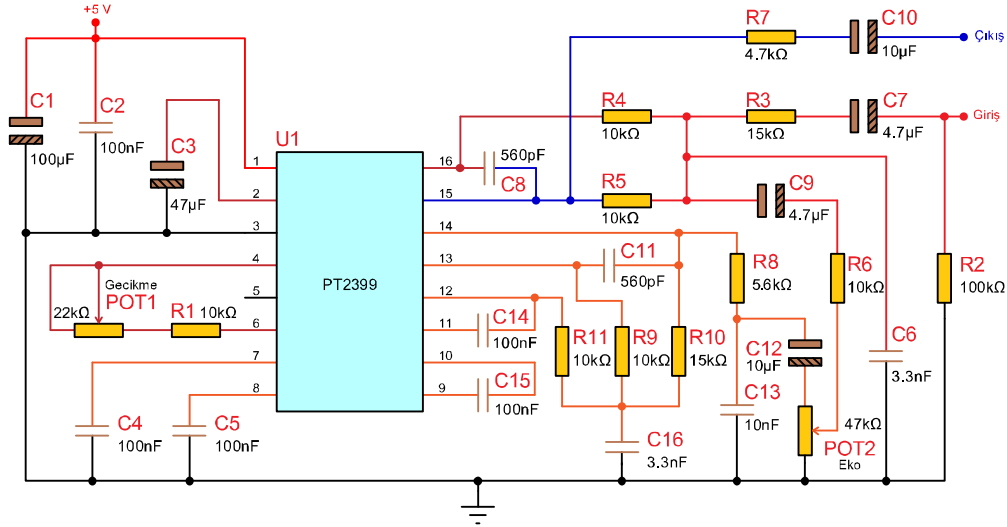 +5 V
R7
4.7kΩ
C10
10µF
Çıkış
C1
100µF
C2
100nF
C3
47µF
U1
R4
10kΩ
R3
15kΩ
C7
4.7µF
Giriş
1
2
3
4
5
6
7
8
PT2399
16
15
14
13
12
11
10
9
560pF
C8
R5
10kΩ
C9
4.7µF
C11
560pF
R8
5.6kΩ
R6
10kΩ
R2
100kΩ
Gecikme
POT1
22kΩ
R1
10kΩ
C14
100nF
R11
10kΩ
R9
10kΩ
R10
15kΩ
C12
10µF
C6
3.3nF
C15
100nF
C13
10nF
47kΩ
POT2
Eko
C4
100nF
C5
100nF
C16
3.3nF